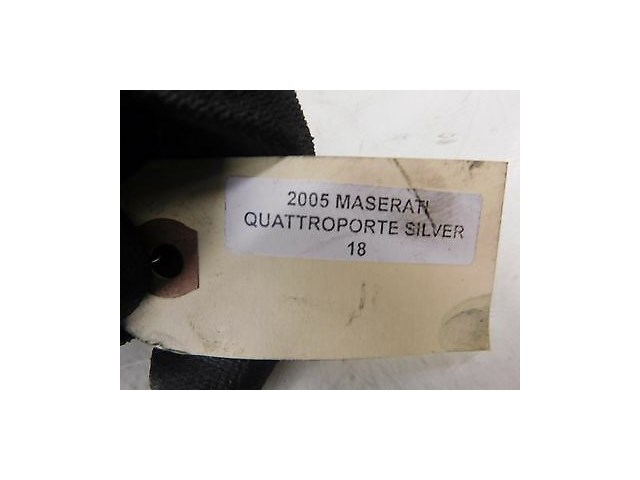 2005 MASERATI
QUATTROPORTE SILVER
18